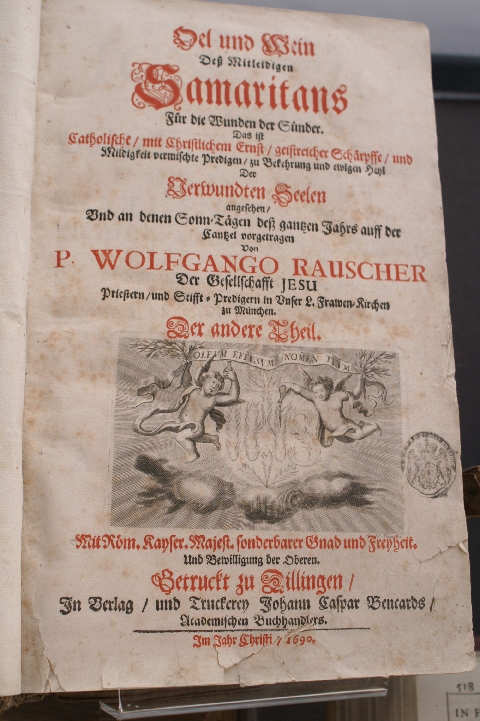 Oel und Wein
Deß Mitleidigen
Samaritans
Für die Wunden der Sünder.
Das ist
Catholische / mit Christlichem Ernst / geistreicher Schärpffe / und
Mildigkeit vermischte Predigen / zu Bekehrung und ewigen Heyl
Der
Verwundten Seelen
angesehen /
Und an denen Sonn-Tägen deß gantzen Jahrs auff der
Cantzel vorgetragen
Von
P. WOLFGANGO RAUSCHER
Der Gesellschafft JESU
Priestern / und Stifft-Predigern in Unser L. Frawen-Kirchen
zu München.
Der andere Theil.
OLEUM EFFUSUM NOMEN TUUM
Mit Röm. Kayser. Majest. sonderbarer Gnad und Freyheit.
Und Bewilligung der Oberen.
Getruckt zu Dillingen /
In Verlag / und Truckerey Johann Caspar Bencards /
Academischen Buchhandlers.
Im Jahr Christi / 1690.
IN F